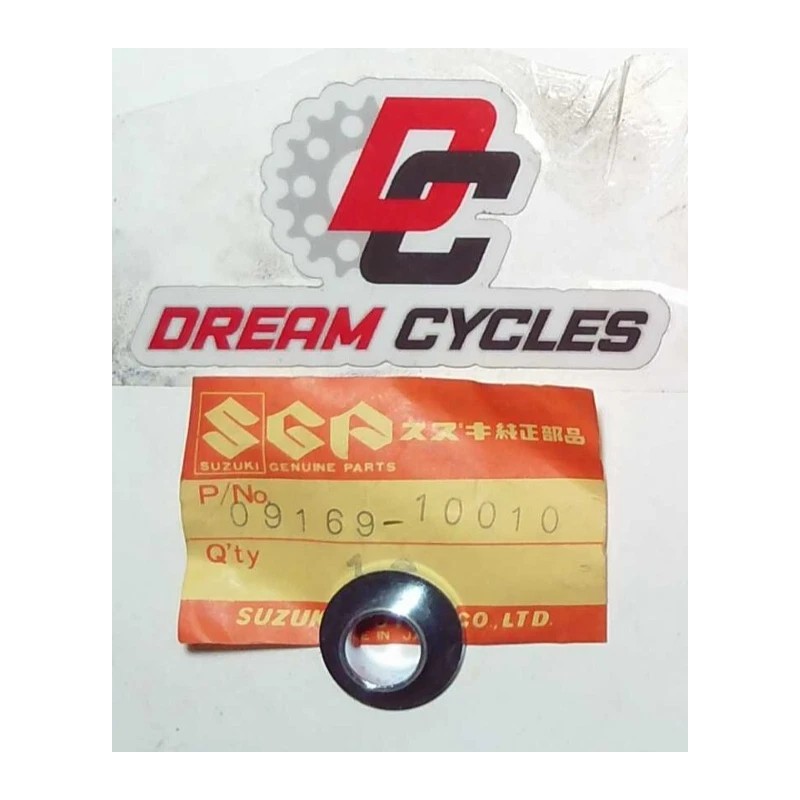 DC
DREAM CYCLES
SGP スズキ純正部品
SUZUKI GENUINE PARTS
P/No. 09169-10010
Q'ty
SUZUKI CO., LTD.